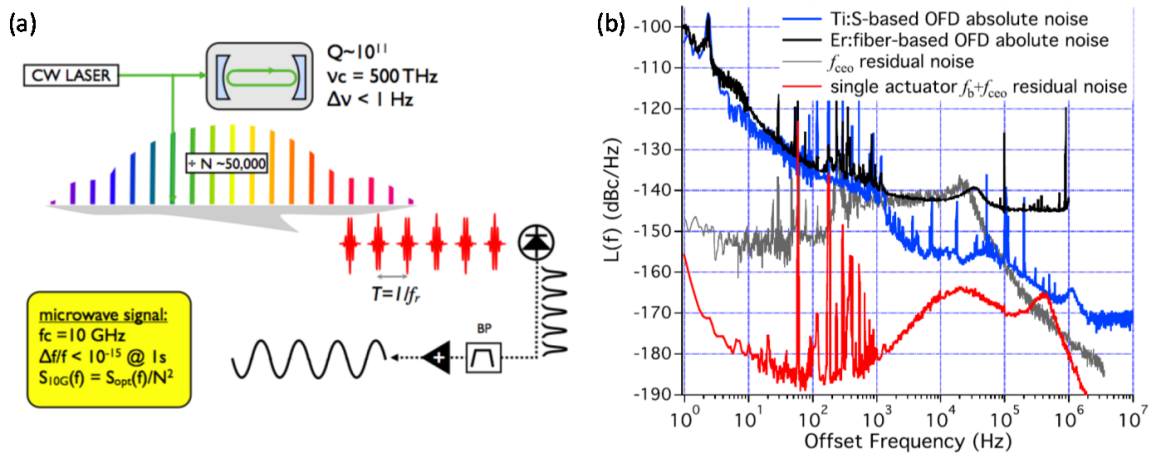 (a)
CW LASER
Q~10¹¹
νc = 500 THz
Δν < 1 Hz
÷ N ~50,000
T=1/fᵣ
BP
microwave signal:
fc =10 GHz
Δf/f < 10⁻¹⁵ @ 1s
S₁₀G(f) = Sₒₚₜ(f)/N²
(b)
Ti:S-based OFD absolute noise
Er:fiber-based OFD abolute noise
f_ceo residual noise
single actuator f_b+f_ceo residual noise
L(f) (dBc/Hz)
-100
-110
-120
-130
-140
-150
-160
-170
-180
-190
10⁰ 10¹ 10² 10³ 10⁴ 10⁵ 10⁶ 10⁷
Offset Frequency (Hz)